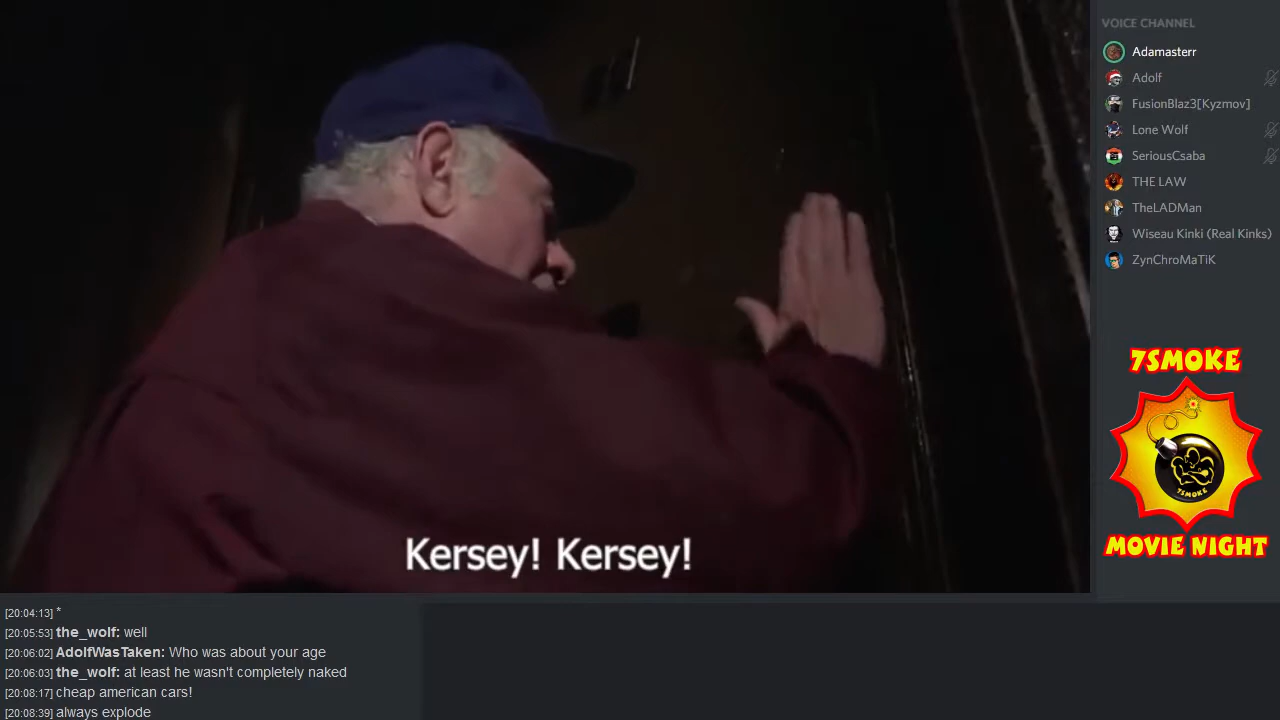 VOICE CHANNEL
Adamasterr
Adolf
FusionBlaz3[Kyzmov]
Lone Wolf
SeriousCsaba
THE LAW
TheLADMan
Wiseau Kinki (Real Kinks)
ZynChroMaTiK
7SMOKE
7SMOKE
MOVIE NIGHT
Kersey! Kersey!
[20:04:13] *
[20:05:53] the_wolf: well
[20:06:02] AdolfWasTaken: Who was about your age
[20:06:03] the_wolf: at least he wasn't completely naked
[20:08:17] cheap american cars!
[20:08:39] always explode